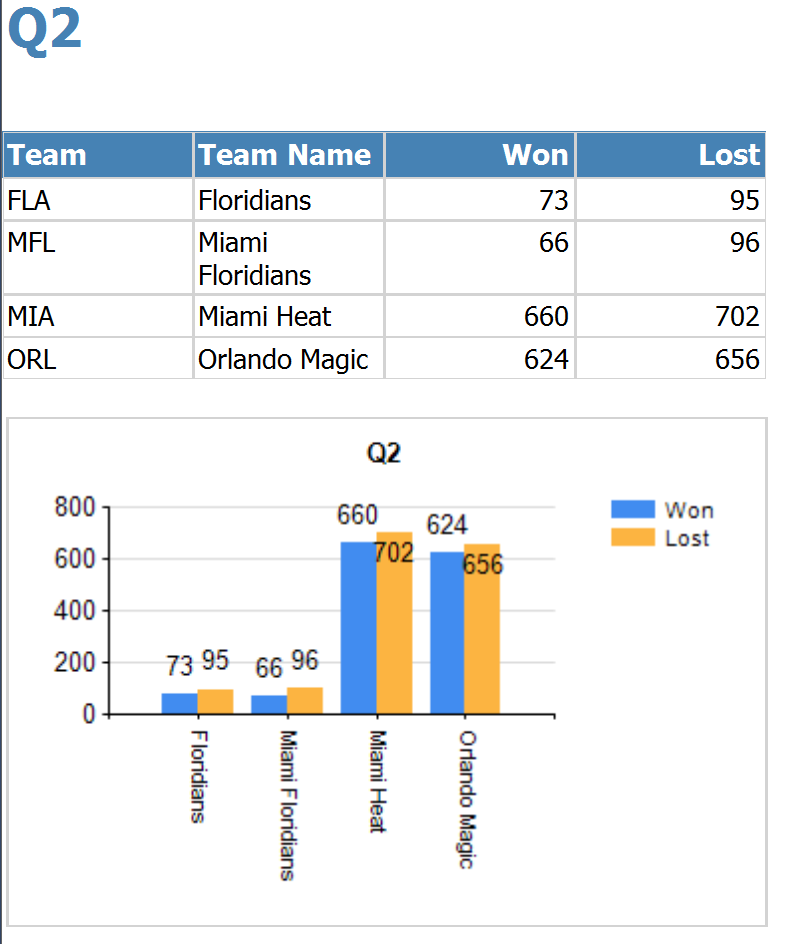 Q2
Team Team Name Won Lost
FLA Floridians 73 95
MFL Miami 66 96
Floridians
MIA Miami Heat 660 702
ORL Orlando Magic 624 656
Q2
Won
Lost
800
600
400
200
0
73 95 66 96 660 702 624 656
Floridians
Miami Floridians
Miami Heat
Orlando Magic